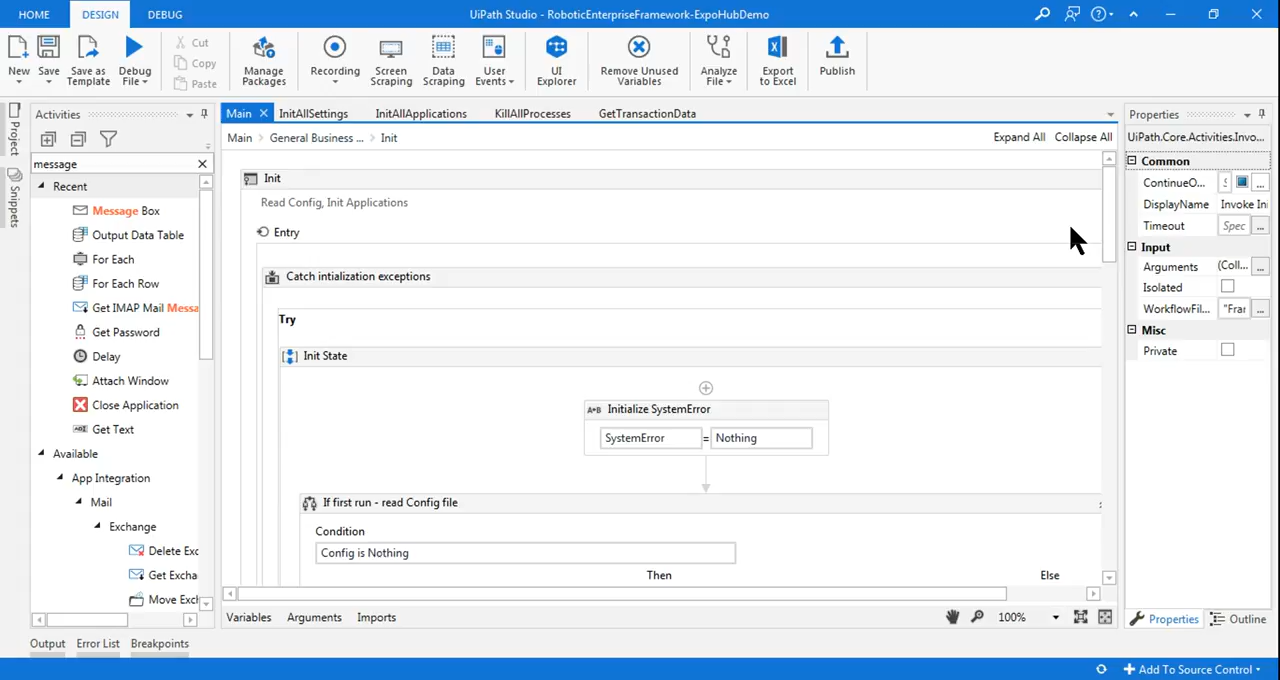 HOME DESIGN DEBUG UiPath Studio - RoboticEnterpriseFramework-ExpoHubDemo
New Save Save as Template Debug File Cut Copy Paste Manage Packages Recording Screen Scraping Data Scraping User Events UI Explorer Remove Unused Variables Analyze File Export to Excel Publish
Project
Snippets
Activities
message
Recent
Message Box
Output Data Table
For Each
For Each Row
Get IMAP Mail Messa
Get Password
Delay
Attach Window
Close Application
Get Text
Available
App Integration
Mail
Exchange
Delete Exc
Get Excha
Move Exch
Main InitAllSettings InitAllApplications KillAllProcesses GetTransactionData
Main > General Business ... > Init Expand All Collapse All
Init
Read Config, Init Applications
Entry
Catch intialization exceptions
Try
Init State
Initialize SystemError
SystemError = Nothing
If first run - read Config file
Condition
Config is Nothing
Then Else
Variables Arguments Imports 100%
Properties
UiPath.Core.Activities.Invo...
Common
ContinueO... ...
DisplayName Invoke Ini
Timeout Spec ...
Input
Arguments (Coll... ...
Isolated
WorkflowFil... "Frar ...
Misc
Private
Properties Outline
Output Error List Breakpoints
Add To Source Control